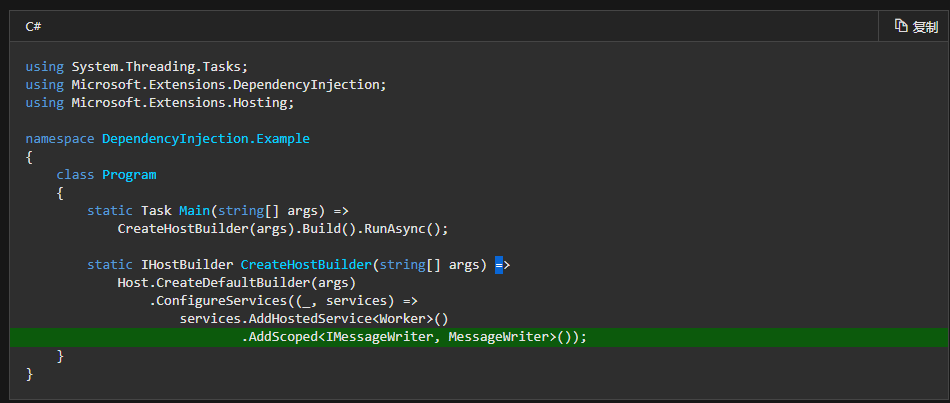 C#
复制
using System.Threading.Tasks;
using Microsoft.Extensions.DependencyInjection;
using Microsoft.Extensions.Hosting;
namespace DependencyInjection.Example
{
    class Program
    {
        static Task Main(string[] args) =>
            CreateHostBuilder(args).Build().RunAsync();
        static IHostBuilder CreateHostBuilder(string[] args) =>
            Host.CreateDefaultBuilder(args)
                .ConfigureServices((_, services) =>
                    services.AddHostedService<Worker>()
                            .AddScoped<IMessageWriter, MessageWriter>());
    }
}